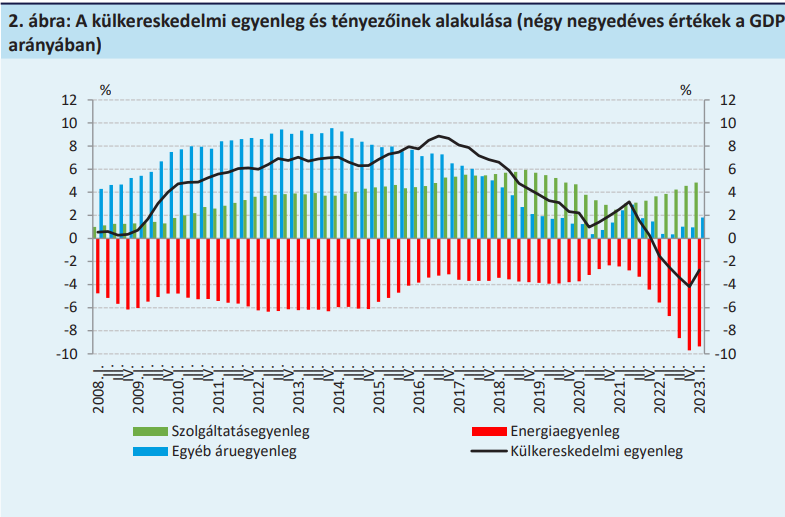 2. ábra: A külkereskedelmi egyenleg és tényezőinek alakulása (négy negyedéves értékek a GDP
arányában)
% %
12 12
10 10
8 8
6 6
4 4
2 2
0 0
-2 -2
-4 -4
-6 -6
-8 -8
-10 -10
2008. 2009. 2010. 2011. 2012. 2013. 2014. 2015. 2016. 2017. 2018. 2019. 2020. 2021. 2022. 2023.
Szolgáltatásegyenleg Energiaegyenleg
Egyéb áruegyenleg Külkereskedelmi egyenleg